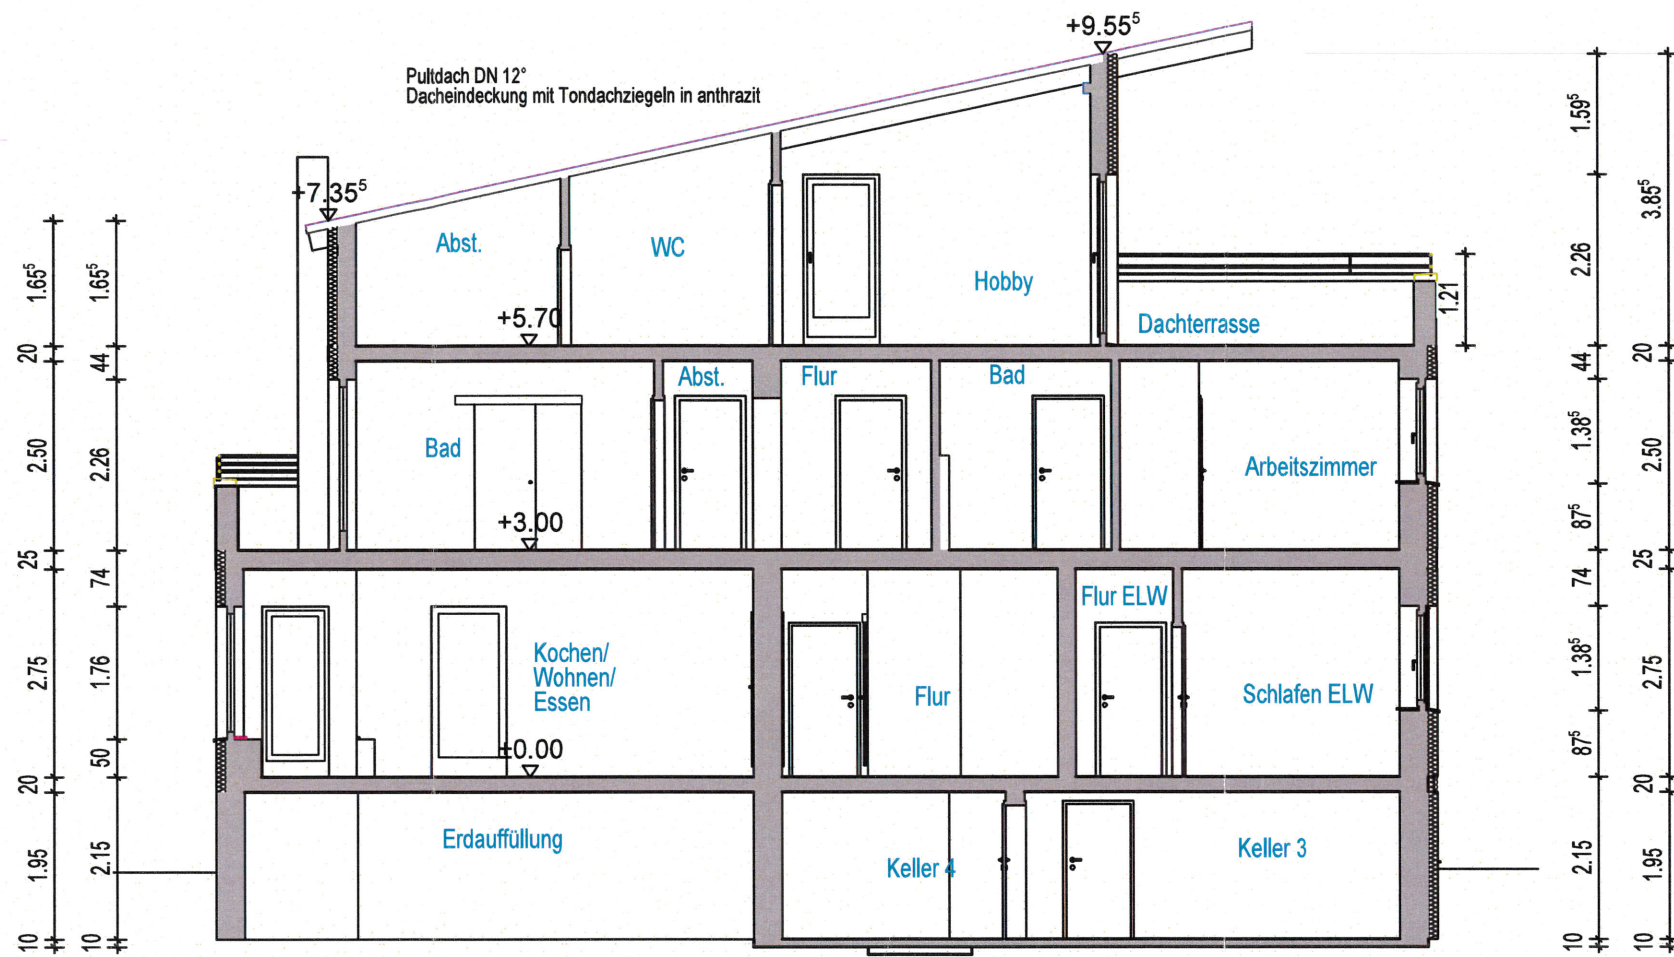 +9.55⁵
Pultdach DN 12°
Dacheindeckung mit Tondachziegeln in anthrazit
+7.35⁵
Abst.
WC
Hobby
Dachterrasse
1.21
+5.70
Abst.
Flur
Bad
Bad
Arbeitszimmer
+3.00
Flur ELW
Kochen/
Wohnen/
Essen
Flur
Schlafen ELW
±0.00
Erdauffüllung
Keller 4
Keller 3
1.65⁵
20
2.50
25
2.75
20
1.95
10
1.65⁵
44
2.26
74
1.76
50
2.15
10
1.59⁵
2.26
44
1.38⁵
87⁵
74
1.38⁵
87⁵
2.15
10
3.85⁵
20
2.50
25
2.75
20
1.95
10